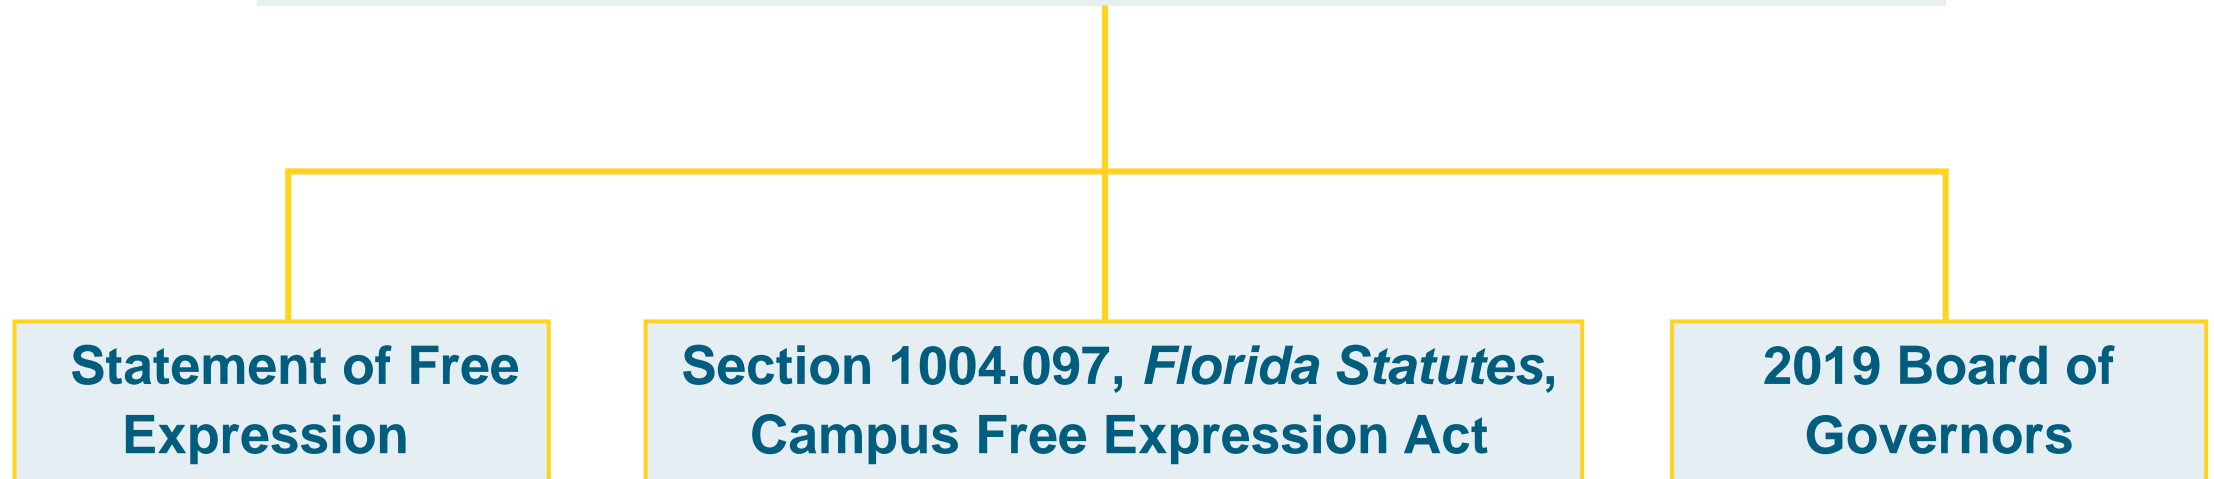 Statement of Free
Expression
Section 1004.097, Florida Statutes,
Campus Free Expression Act
2019 Board of
Governors